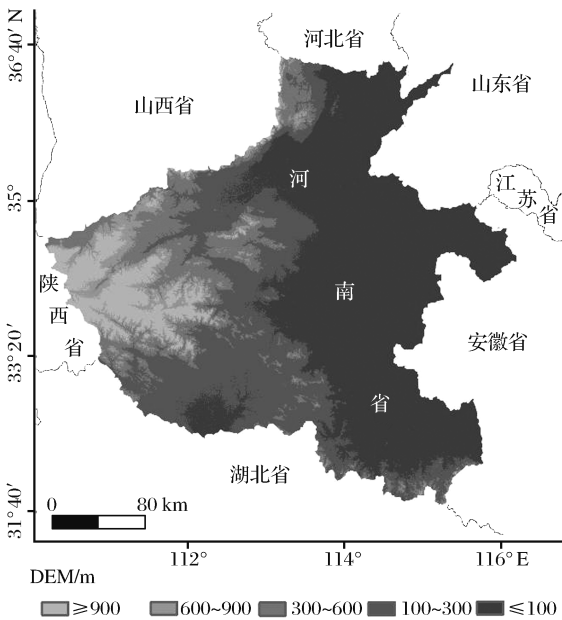 36°40′N
河北省
山西省
山东省
河
江
苏
省
35°
陕
西
省
南
安徽省
33°20′
省
湖北省
0 80 km
31°40′
112° 114° 116°E
DEM/m
≥900 600~900 300~600 100~300 ≤100